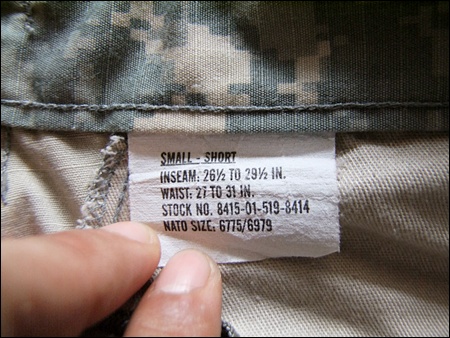 SMALL - SHORT
INSEAM: 26½ TO 29½ IN.
WAIST: 27 TO 31 IN.
STOCK NO. 8415-01-519-8414
NATO SIZE: 6775/6979